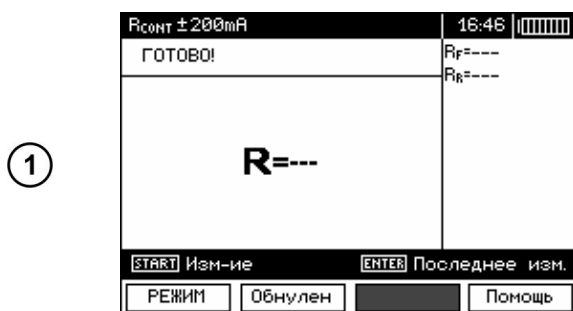 1
RCONT ±200mA 16:46
ГОТОВО!
RF=---
RR=---
R=---
START Изм-ие ENTER Последнее изм.
РЕЖИМ Обнулен Помощь